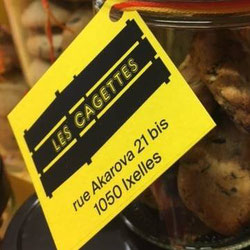 LES CAGETTES
rue Akarova 21 bis
1050 Ixelles